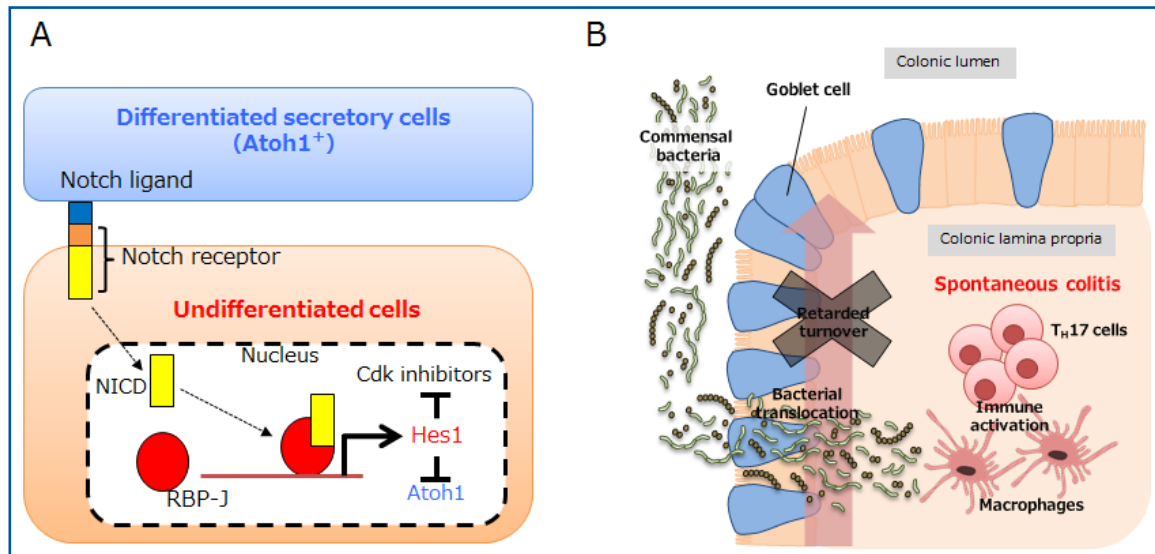 A
Differentiated secretory cells
(Atoh1⁺)
Notch ligand
Notch receptor
Undifferentiated cells
Nucleus
NICD
Cdk inhibitors
Hes1
Atoh1
RBP-J
B
Colonic lumen
Goblet cell
Commensal
bacteria
Colonic lamina propria
Spontaneous colitis
Retarded
turnover
T_H17 cells
Bacterial
translocation
Immune
activation
Macrophages